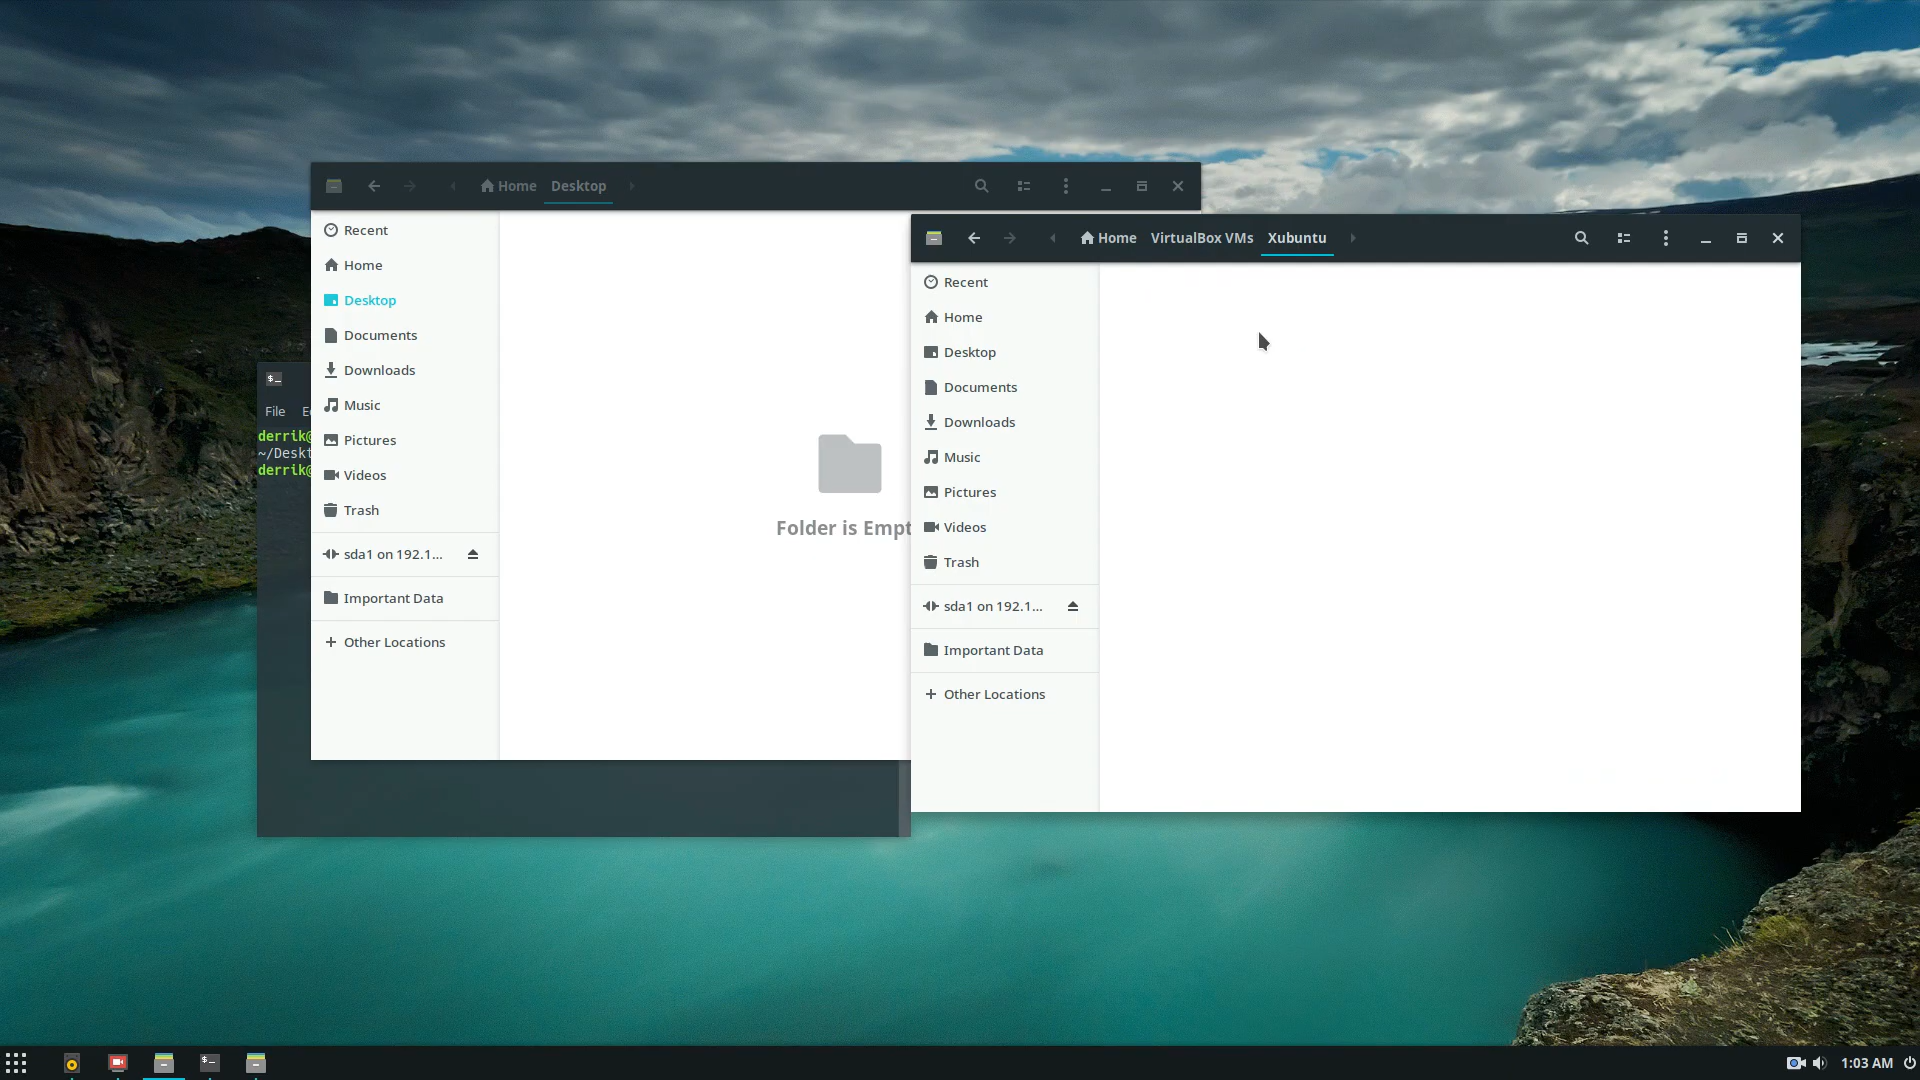 Home Desktop
Recent
Home
Desktop
Documents
Downloads
Music
Pictures
Videos
Trash
sda1 on 192.1...
Important Data
Other Locations
Folder is Empt
Home VirtualBox VMs Xubuntu
Recent
Home
Desktop
Documents
Downloads
Music
Pictures
Videos
Trash
sda1 on 192.1...
Important Data
Other Locations
$_
File E
derrik@
~/Deskt
derrik@
$_
1:03 AM